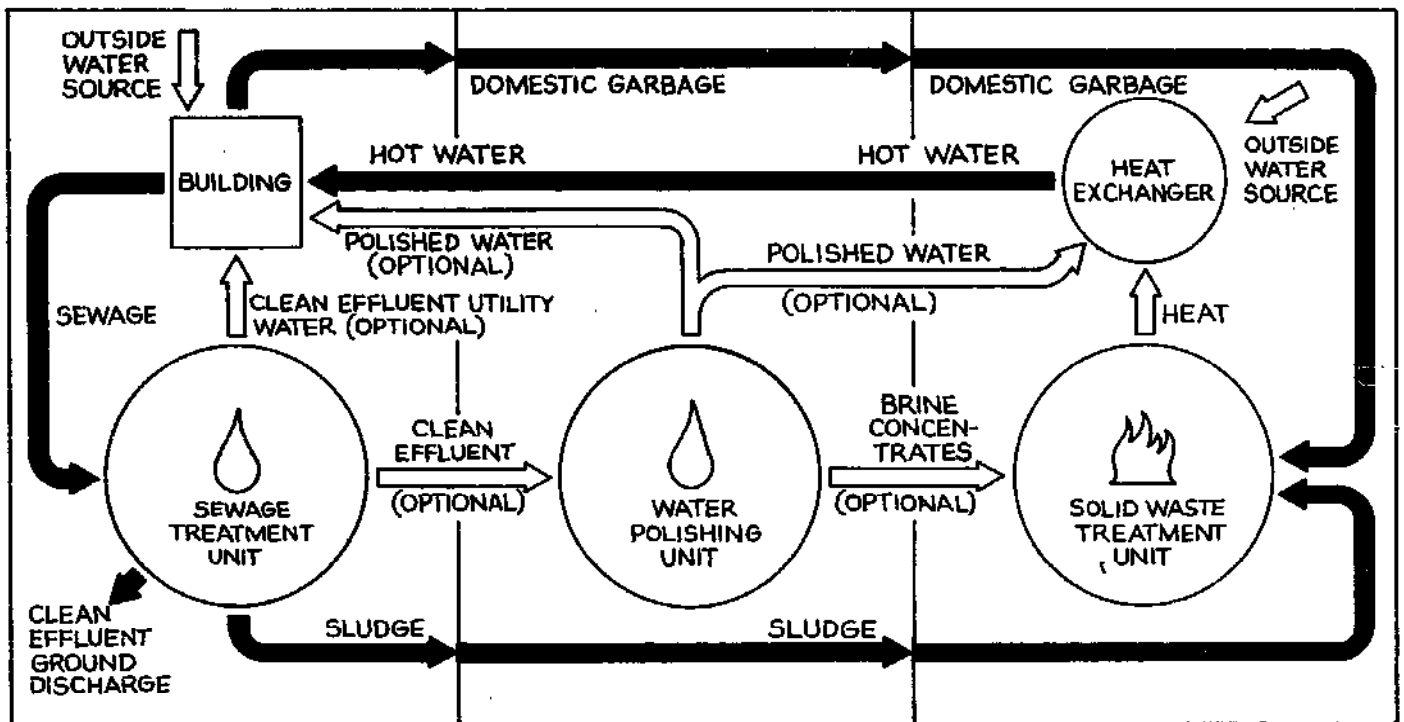 OUTSIDE
WATER
SOURCE
DOMESTIC GARBAGE
DOMESTIC GARBAGE
HOT WATER
HOT WATER
BUILDING
HEAT
EXCHANGER
OUTSIDE
WATER
SOURCE
POLISHED WATER
(OPTIONAL)
POLISHED WATER
(OPTIONAL)
SEWAGE
CLEAN EFFLUENT UTILITY
WATER (OPTIONAL)
HEAT
CLEAN
EFFLUENT
(OPTIONAL)
BRINE
CONCEN-
TRATES
(OPTIONAL)
SEWAGE
TREATMENT
UNIT
WATER
POLISHING
UNIT
SOLID WASTE
TREATMENT
UNIT
CLEAN
EFFLUENT
GROUND
DISCHARGE
SLUDGE
SLUDGE